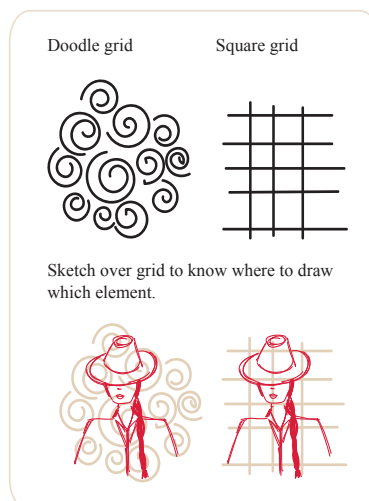 Doodle grid
Square grid
Sketch over grid to know where to draw
which element.